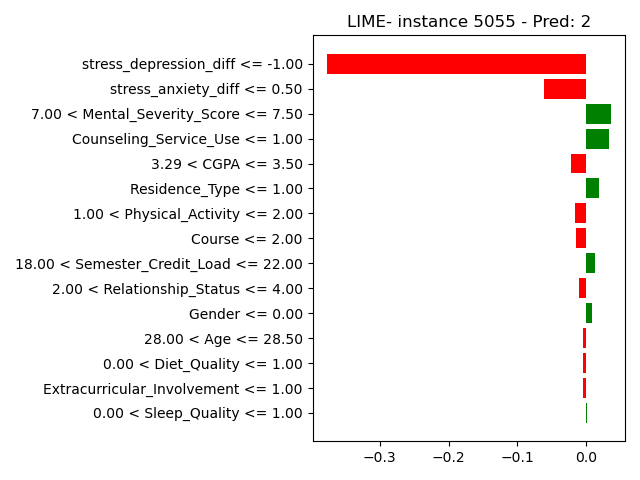 LIME- instance 5055 - Pred: 2
stress_depression_diff <= -1.00
stress_anxiety_diff <= 0.50
7.00 < Mental_Severity_Score <= 7.50
Counseling_Service_Use <= 1.00
3.29 < CGPA <= 3.50
Residence_Type <= 1.00
1.00 < Physical_Activity <= 2.00
Course <= 2.00
18.00 < Semester_Credit_Load <= 22.00
2.00 < Relationship_Status <= 4.00
Gender <= 0.00
28.00 < Age <= 28.50
0.00 < Diet_Quality <= 1.00
Extracurricular_Involvement <= 1.00
0.00 < Sleep_Quality <= 1.00
−0.3 −0.2 −0.1 0.0